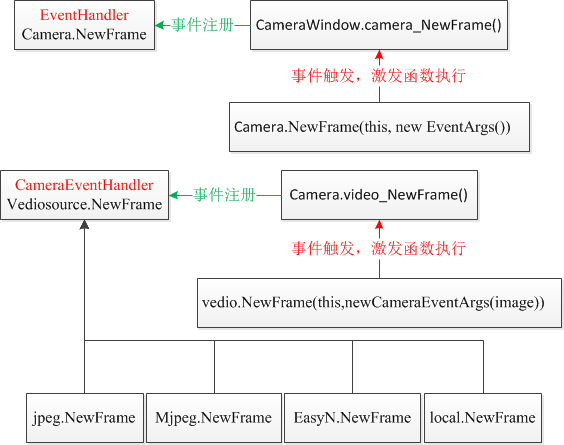 EventHandler
Camera.NewFrame
事件注册
CameraWindow.camera_NewFrame()
事件触发，激发函数执行
Camera.NewFrame(this, new EventArgs())
CameraEventHandler
Vediosource.NewFrame
事件注册
Camera.video_NewFrame()
事件触发，激发函数执行
vedio.NewFrame(this,newCameraEventArgs(image))
jpeg.NewFrame
Mjpeg.NewFrame
EasyN.NewFrame
local.NewFrame